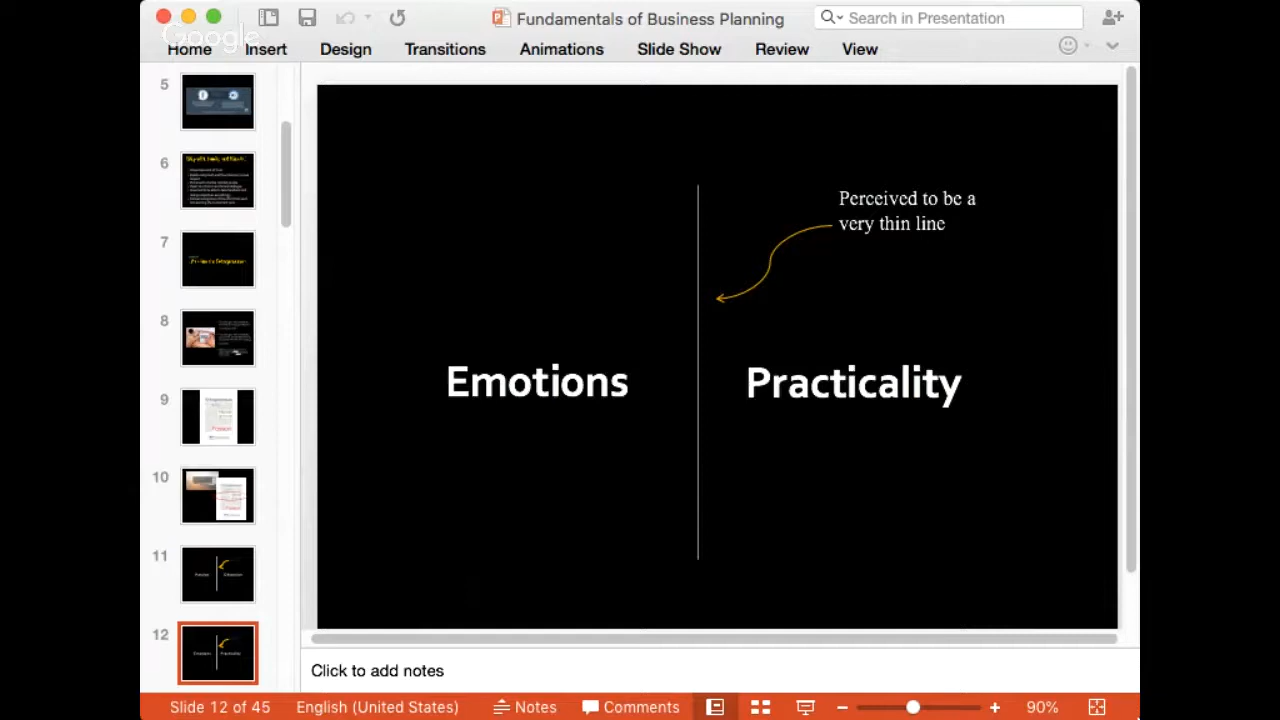 Fundamentals of Business Planning
Search in Presentation
Google
Home Insert Design Transitions Animations Slide Show Review View
5
6
7
8
9
10
11
12
Perceived to be a
very thin line
Emotions
Practicality
Click to add notes
Slide 12 of 45 English (United States) Notes Comments 90%